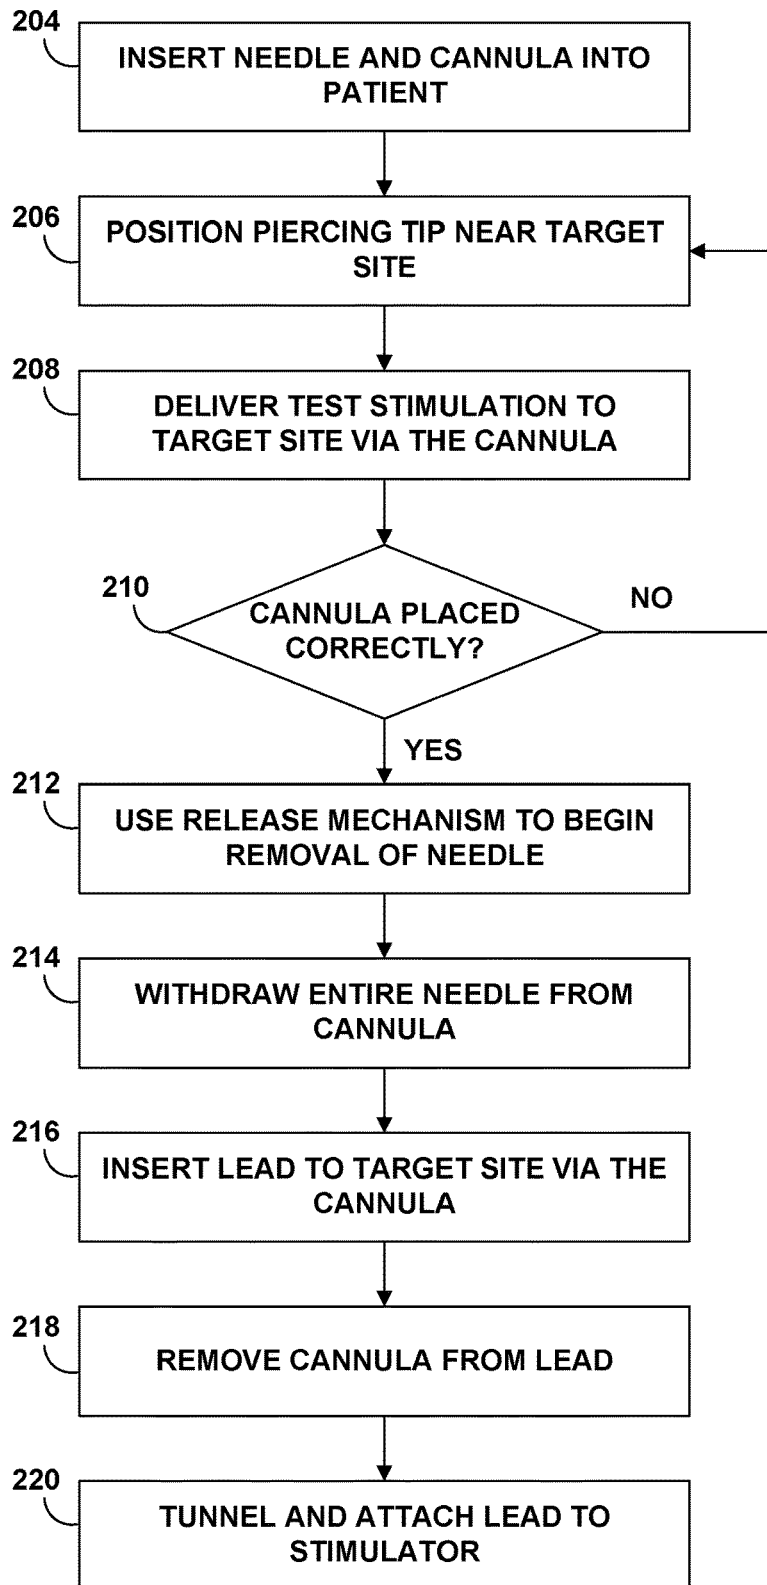 204
INSERT NEEDLE AND CANNULA INTO
PATIENT
206
POSITION PIERCING TIP NEAR TARGET
SITE
208
DELIVER TEST STIMULATION TO
TARGET SITE VIA THE CANNULA
210
CANNULA PLACED
CORRECTLY?
NO
YES
212
USE RELEASE MECHANISM TO BEGIN
REMOVAL OF NEEDLE
214
WITHDRAW ENTIRE NEEDLE FROM
CANNULA
216
INSERT LEAD TO TARGET SITE VIA THE
CANNULA
218
REMOVE CANNULA FROM LEAD
220
TUNNEL AND ATTACH LEAD TO
STIMULATOR